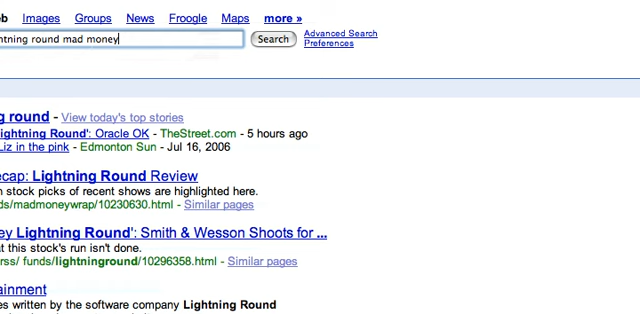 b Images Groups News Froogle Maps more »
htning round mad money Search Advanced Search
Preferences
g round - View today's top stories
Lightning Round': Oracle OK - TheStreet.com - 5 hours ago
Liz in the pink - Edmonton Sun - Jul 16, 2006
ecap: Lightning Round Review
n stock picks of recent shows are highlighted here.
ds/madmoneywrap/10230630.html - Similar pages
ey Lightning Round': Smith & Wesson Shoots for ...
at this stock's run isn't done.
rss/ funds/lightninground/10296358.html - Similar pages
ainment
es written by the software company Lightning Round